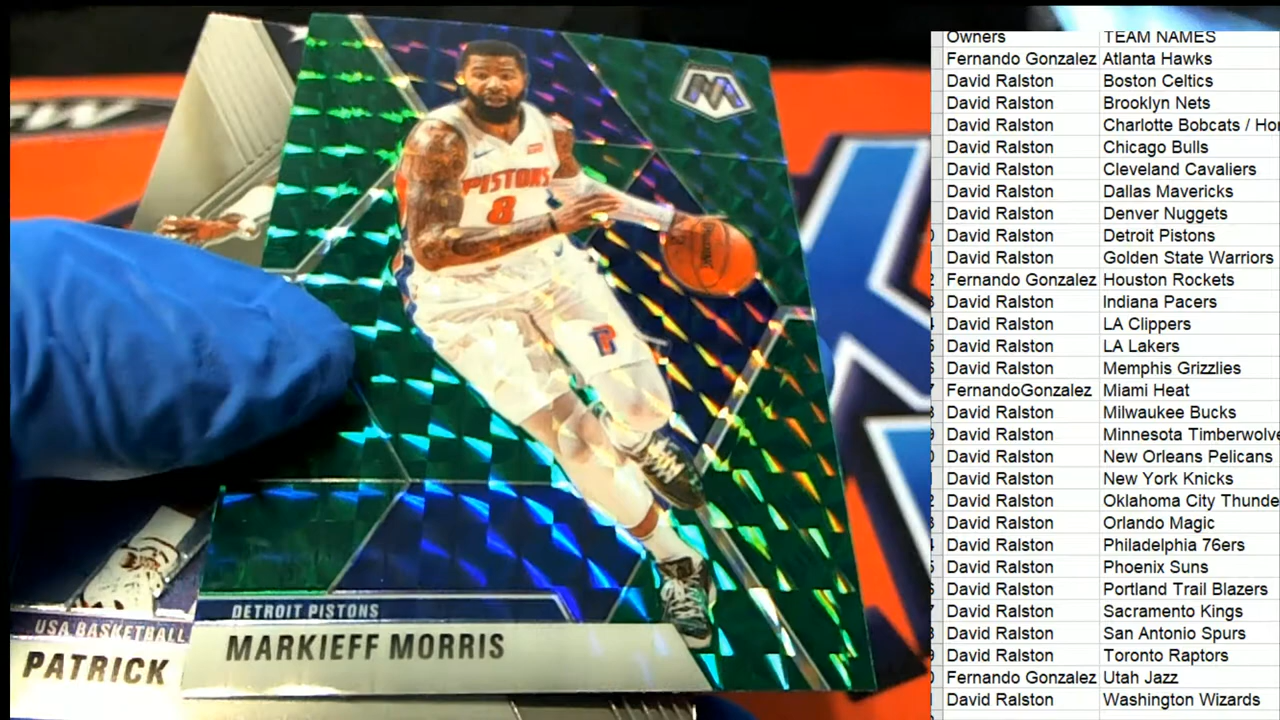 EW
M
PISTONS
8
DETROIT PISTONS
MARKIEFF MORRIS
USA BASKETBALL
PATRICK
Owners TEAM NAMES
Fernando Gonzalez Atlanta Hawks
David Ralston Boston Celtics
David Ralston Brooklyn Nets
David Ralston Charlotte Bobcats / Ho
David Ralston Chicago Bulls
David Ralston Cleveland Cavaliers
David Ralston Dallas Mavericks
David Ralston Denver Nuggets
David Ralston Detroit Pistons
David Ralston Golden State Warriors
Fernando Gonzalez Houston Rockets
David Ralston Indiana Pacers
David Ralston LA Clippers
David Ralston LA Lakers
David Ralston Memphis Grizzlies
FernandoGonzalez Miami Heat
David Ralston Milwaukee Bucks
David Ralston Minnesota Timberwolve
David Ralston New Orleans Pelicans
David Ralston New York Knicks
David Ralston Oklahoma City Thunde
David Ralston Orlando Magic
David Ralston Philadelphia 76ers
David Ralston Phoenix Suns
David Ralston Portland Trail Blazers
David Ralston Sacramento Kings
David Ralston San Antonio Spurs
David Ralston Toronto Raptors
Fernando Gonzalez Utah Jazz
David Ralston Washington Wizards